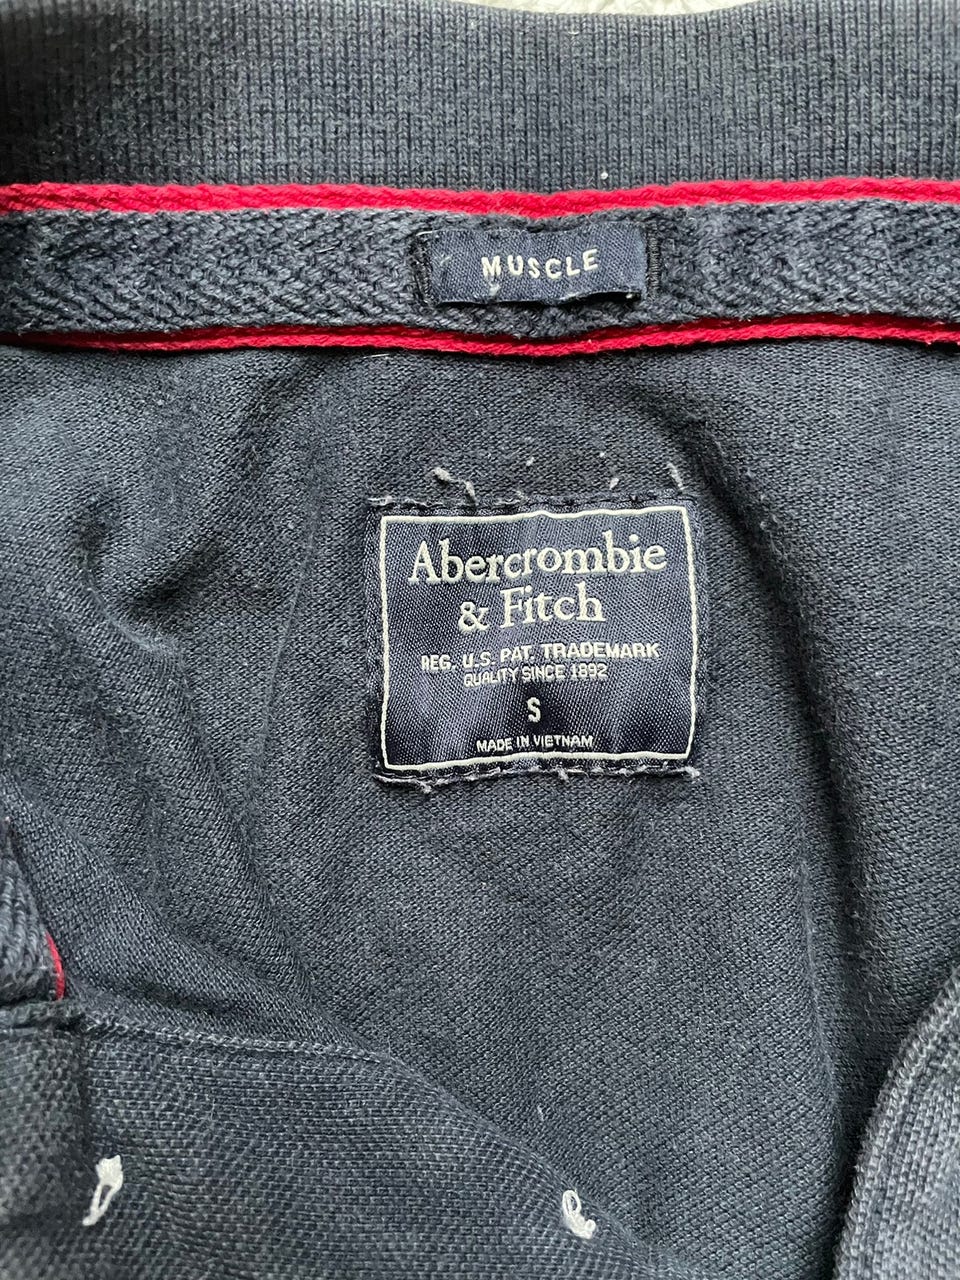 MUSCLE
Abercrombie
& Fitch
REG. U.S. PAT. TRADEMARK
QUALITY SINCE 1892
S
MADE IN VIETNAM